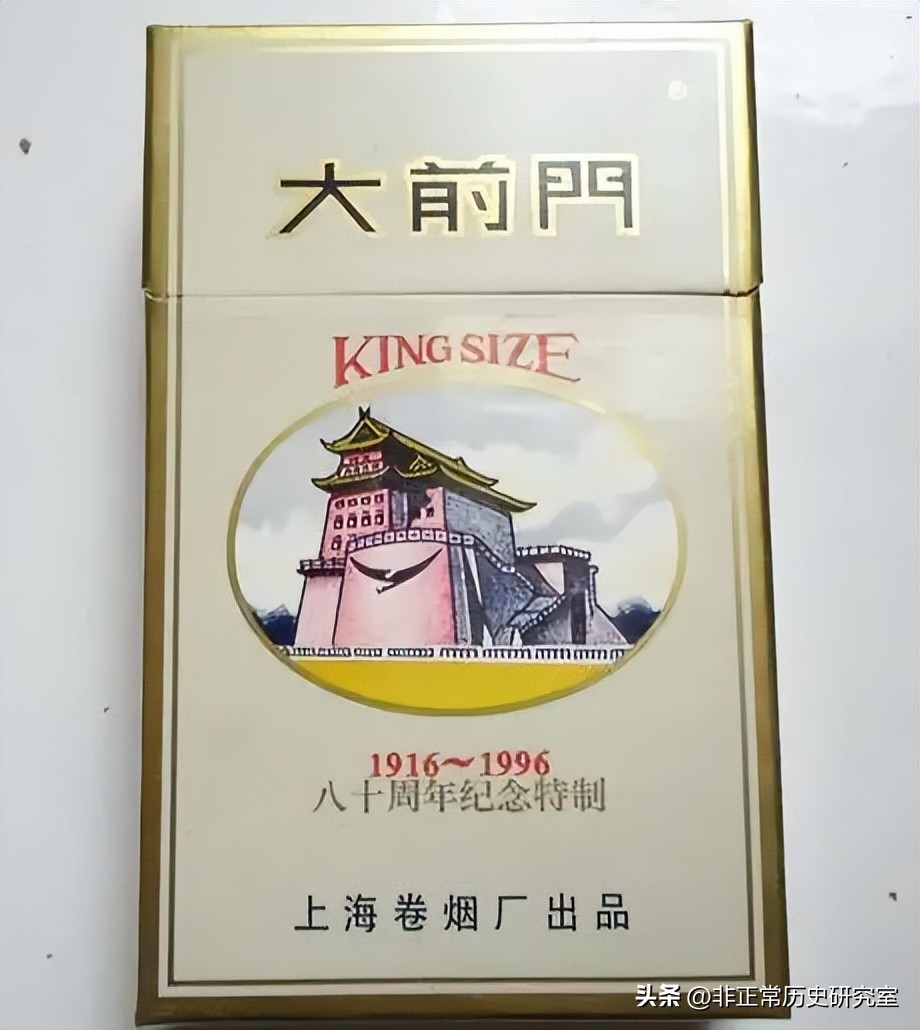 大前門
KING SIZE
1916～1996
八十周年纪念特制
上海卷烟厂出品
头条 @非正常历史研究室